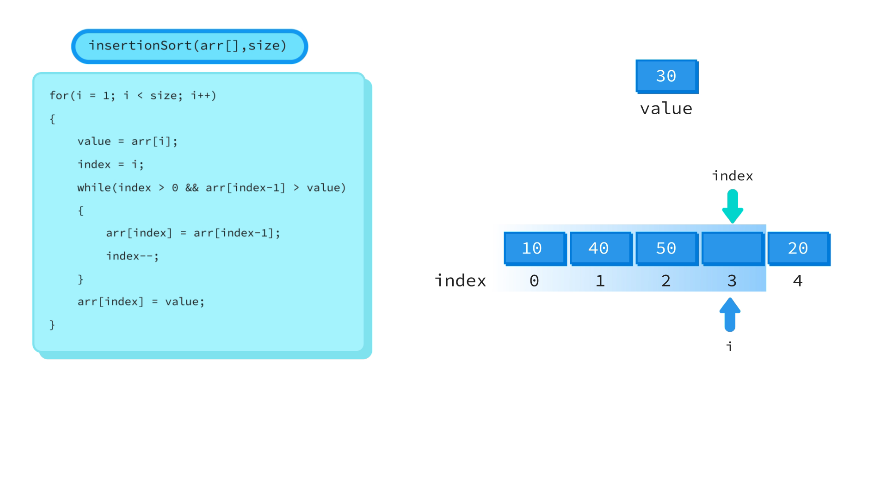 insertionSort(arr[],size)
for(i = 1; i < size; i++)
{
value = arr[i];
index = i;
while(index > 0 && arr[index-1] > value)
{
arr[index] = arr[index-1];
index--;
}
arr[index] = value;
}
30
value
index
10 40 50 20
index 0 1 2 3 4
i